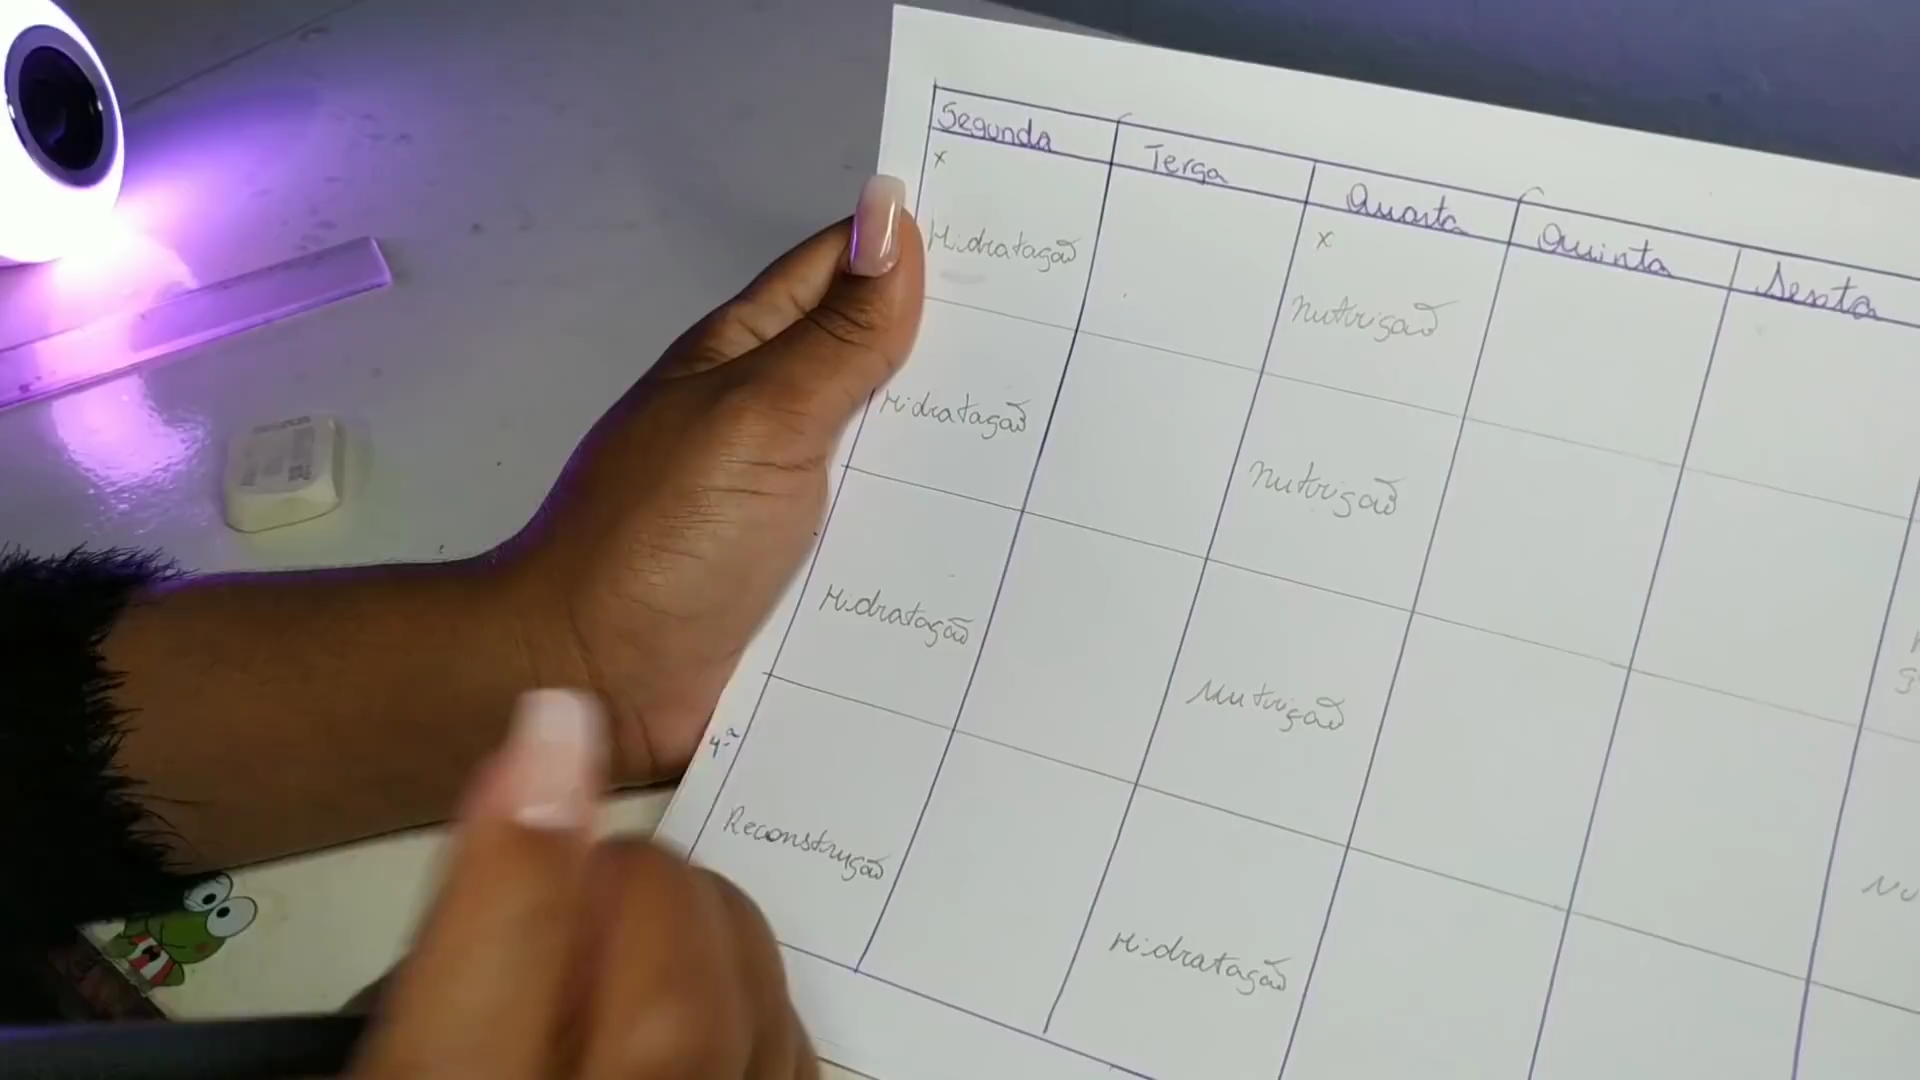 Segunda
Terça
Quarta
Quinta
Sexta
x
Hidratação
x
Nutrição
Hidratação
Nutrição
Hidratação
Nutrição
4ª
Reconstrução
Hidratação